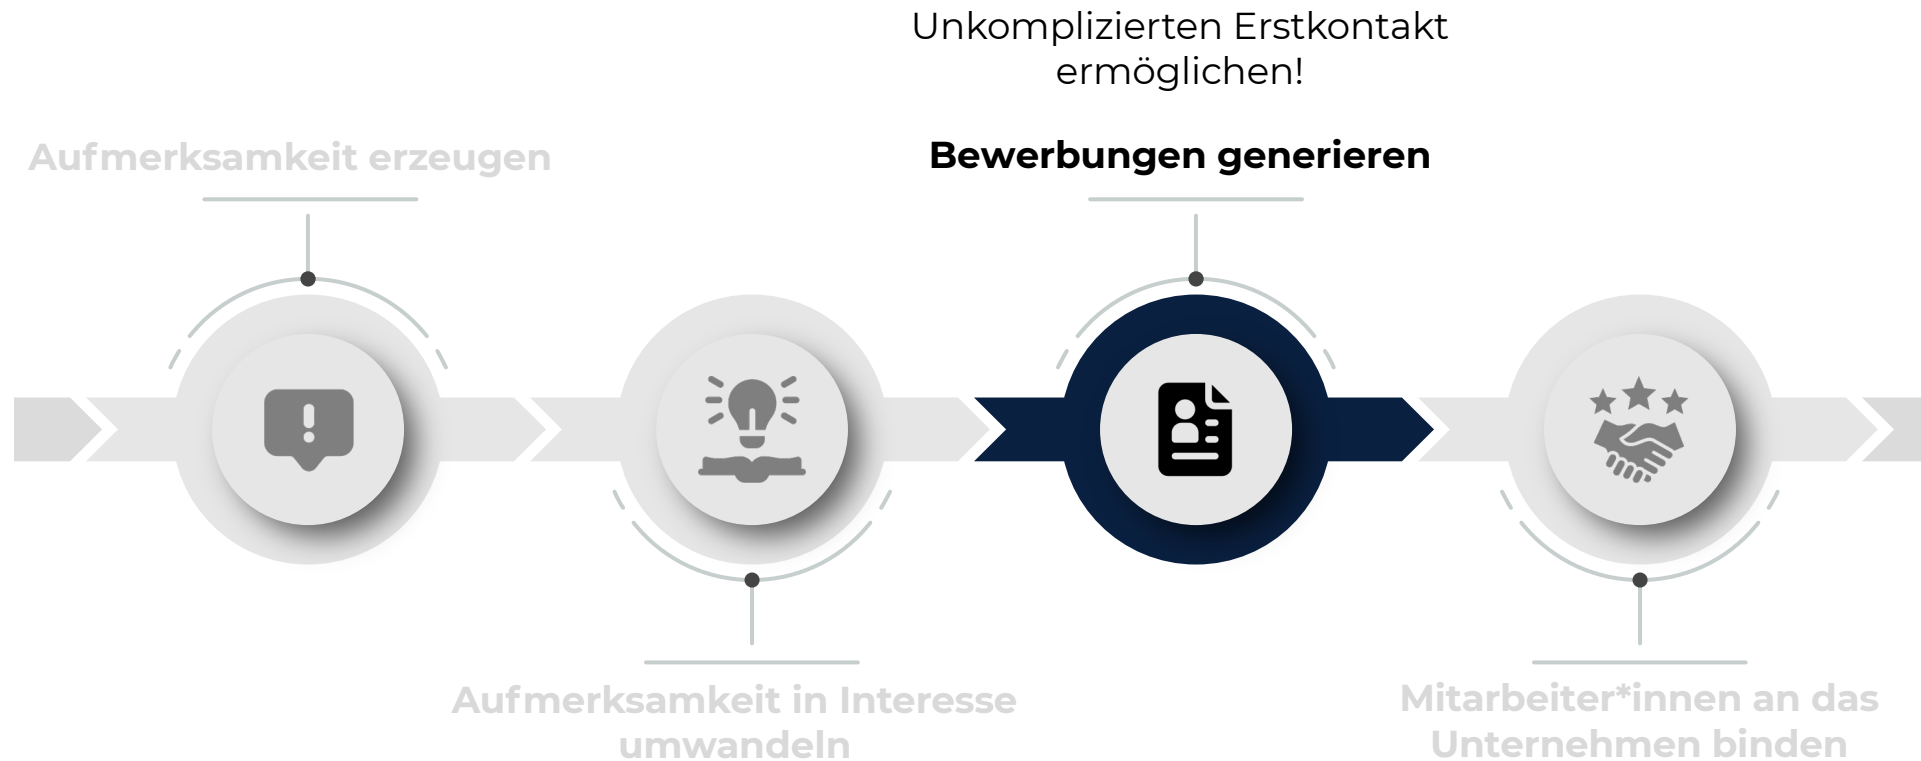 Unkomplizierten Erstkontakt
ermöglichen!
Aufmerksamkeit erzeugen
Bewerbungen generieren
Aufmerksamkeit in Interesse
umwandeln
Mitarbeiter*innen an das
Unternehmen binden